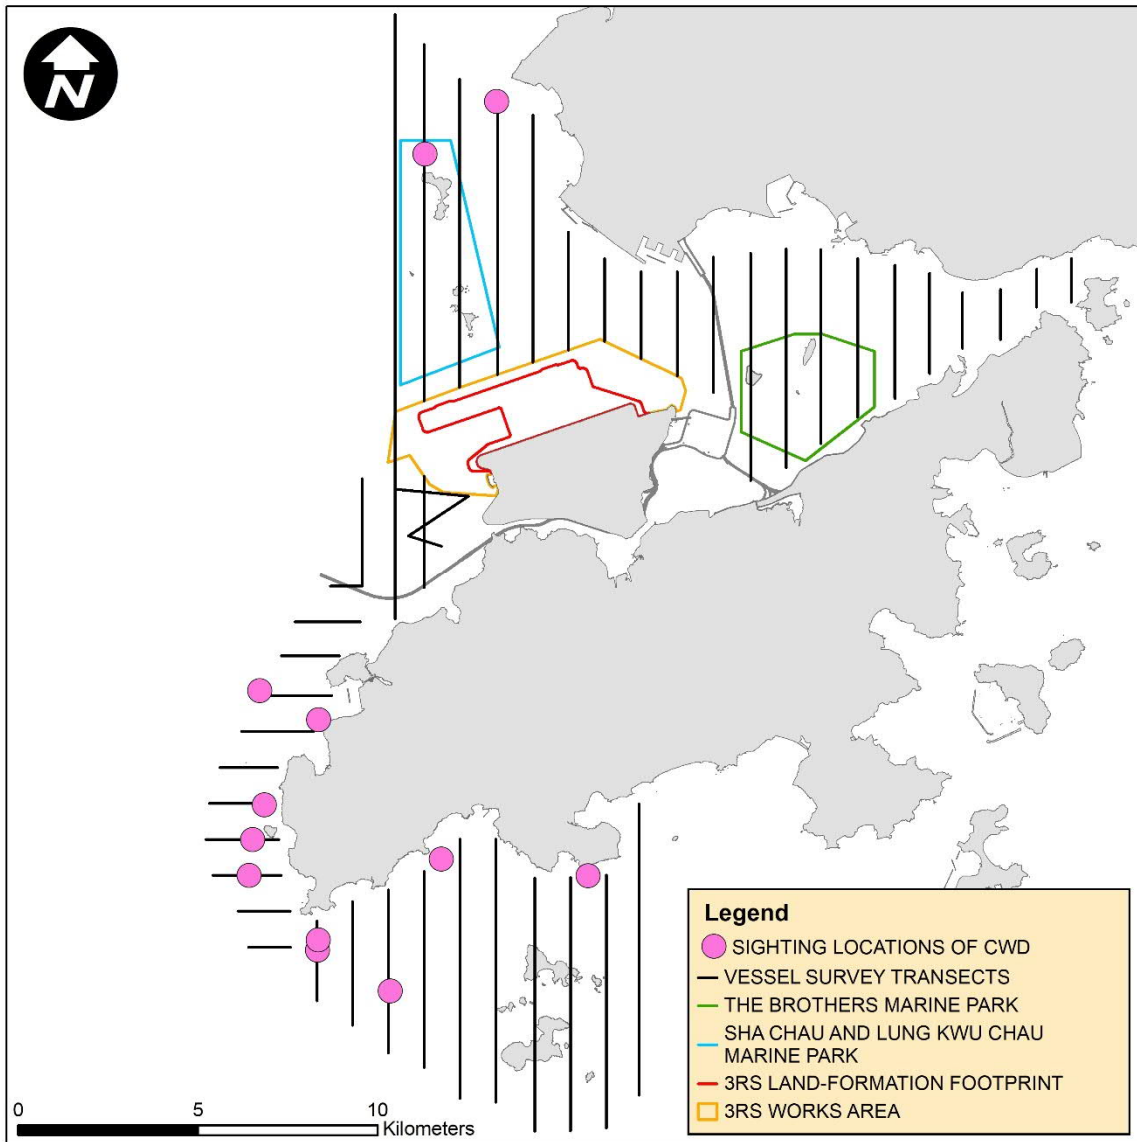 N
Legend
SIGHTING LOCATIONS OF CWD
VESSEL SURVEY TRANSECTS
THE BROTHERS MARINE PARK
SHA CHAU AND LUNG KWU CHAU
MARINE PARK
3RS LAND-FORMATION FOOTPRINT
3RS WORKS AREA
0 5 10
Kilometers